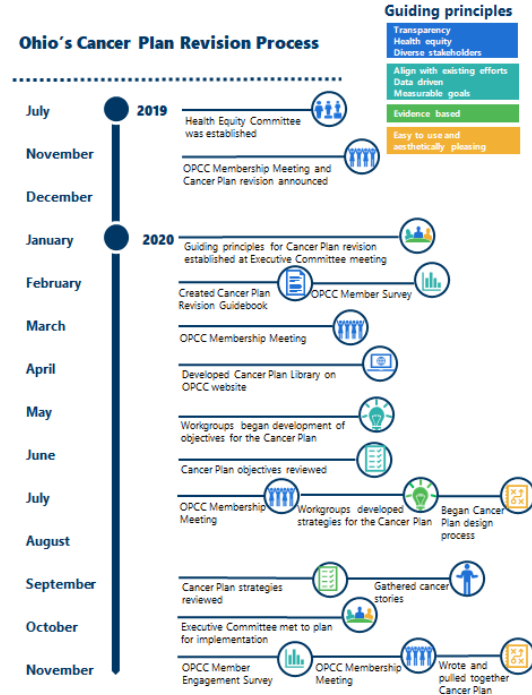 Guiding principles
Ohio's Cancer Plan Revision Process
Transparency
Health equity
Diverse stakeholders
Align with existing efforts
Data driven
Measurable goals
Evidence based
Easy to use and
aesthetically pleasing
July
2019
Health Equity Committee
was established
November
OPCC Membership Meeting and
Cancer Plan revision announced
December
January
2020
Guiding principles for Cancer Plan revision
established at Executive Committee meeting
February
Created Cancer Plan
Revision Guidebook
OPCC Member Survey
March
OPCC Membership Meeting
April
Developed Cancer Plan Library on
OPCC website
May
Workgroups began development of
objectives for the Cancer Plan
June
Cancer Plan objectives reviewed
July
OPCC Membership
Meeting
Workgroups developed
strategies for the Cancer Plan
Began Cancer
Plan design
process
August
September
Cancer Plan strategies
reviewed
Gathered cancer
stories
October
Executive Committee met to plan
for implementation
November
OPCC Member
Engagement Survey
OPCC Membership
Meeting
Wrote and
pulled together
Cancer Plan